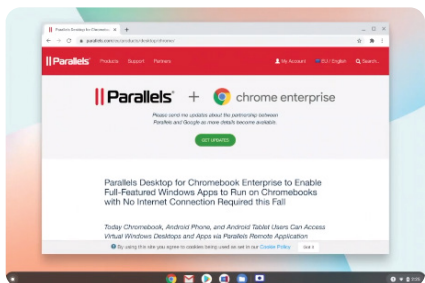 Parallels Desktop for Chromebo
parallels.com
Parallels
Products Support Partners
My Account
EU / English
Search...
Parallels + chrome enterprise
Please send me updates about the partnership between
Parallels and Google as more details become available.
GET UPDATES
Parallels Desktop for Chromebook Enterprise to Enable
Full-Featured Windows Apps to Run on Chromebooks
with No Internet Connection Required this Fall
Today Chromebook, Android Phone, and Android Tablet Users Can Access
Virtual Windows Desktops and Apps via Parallels Remote Application
By using this site you agree to cookies being used as set in our Cookie Policy.